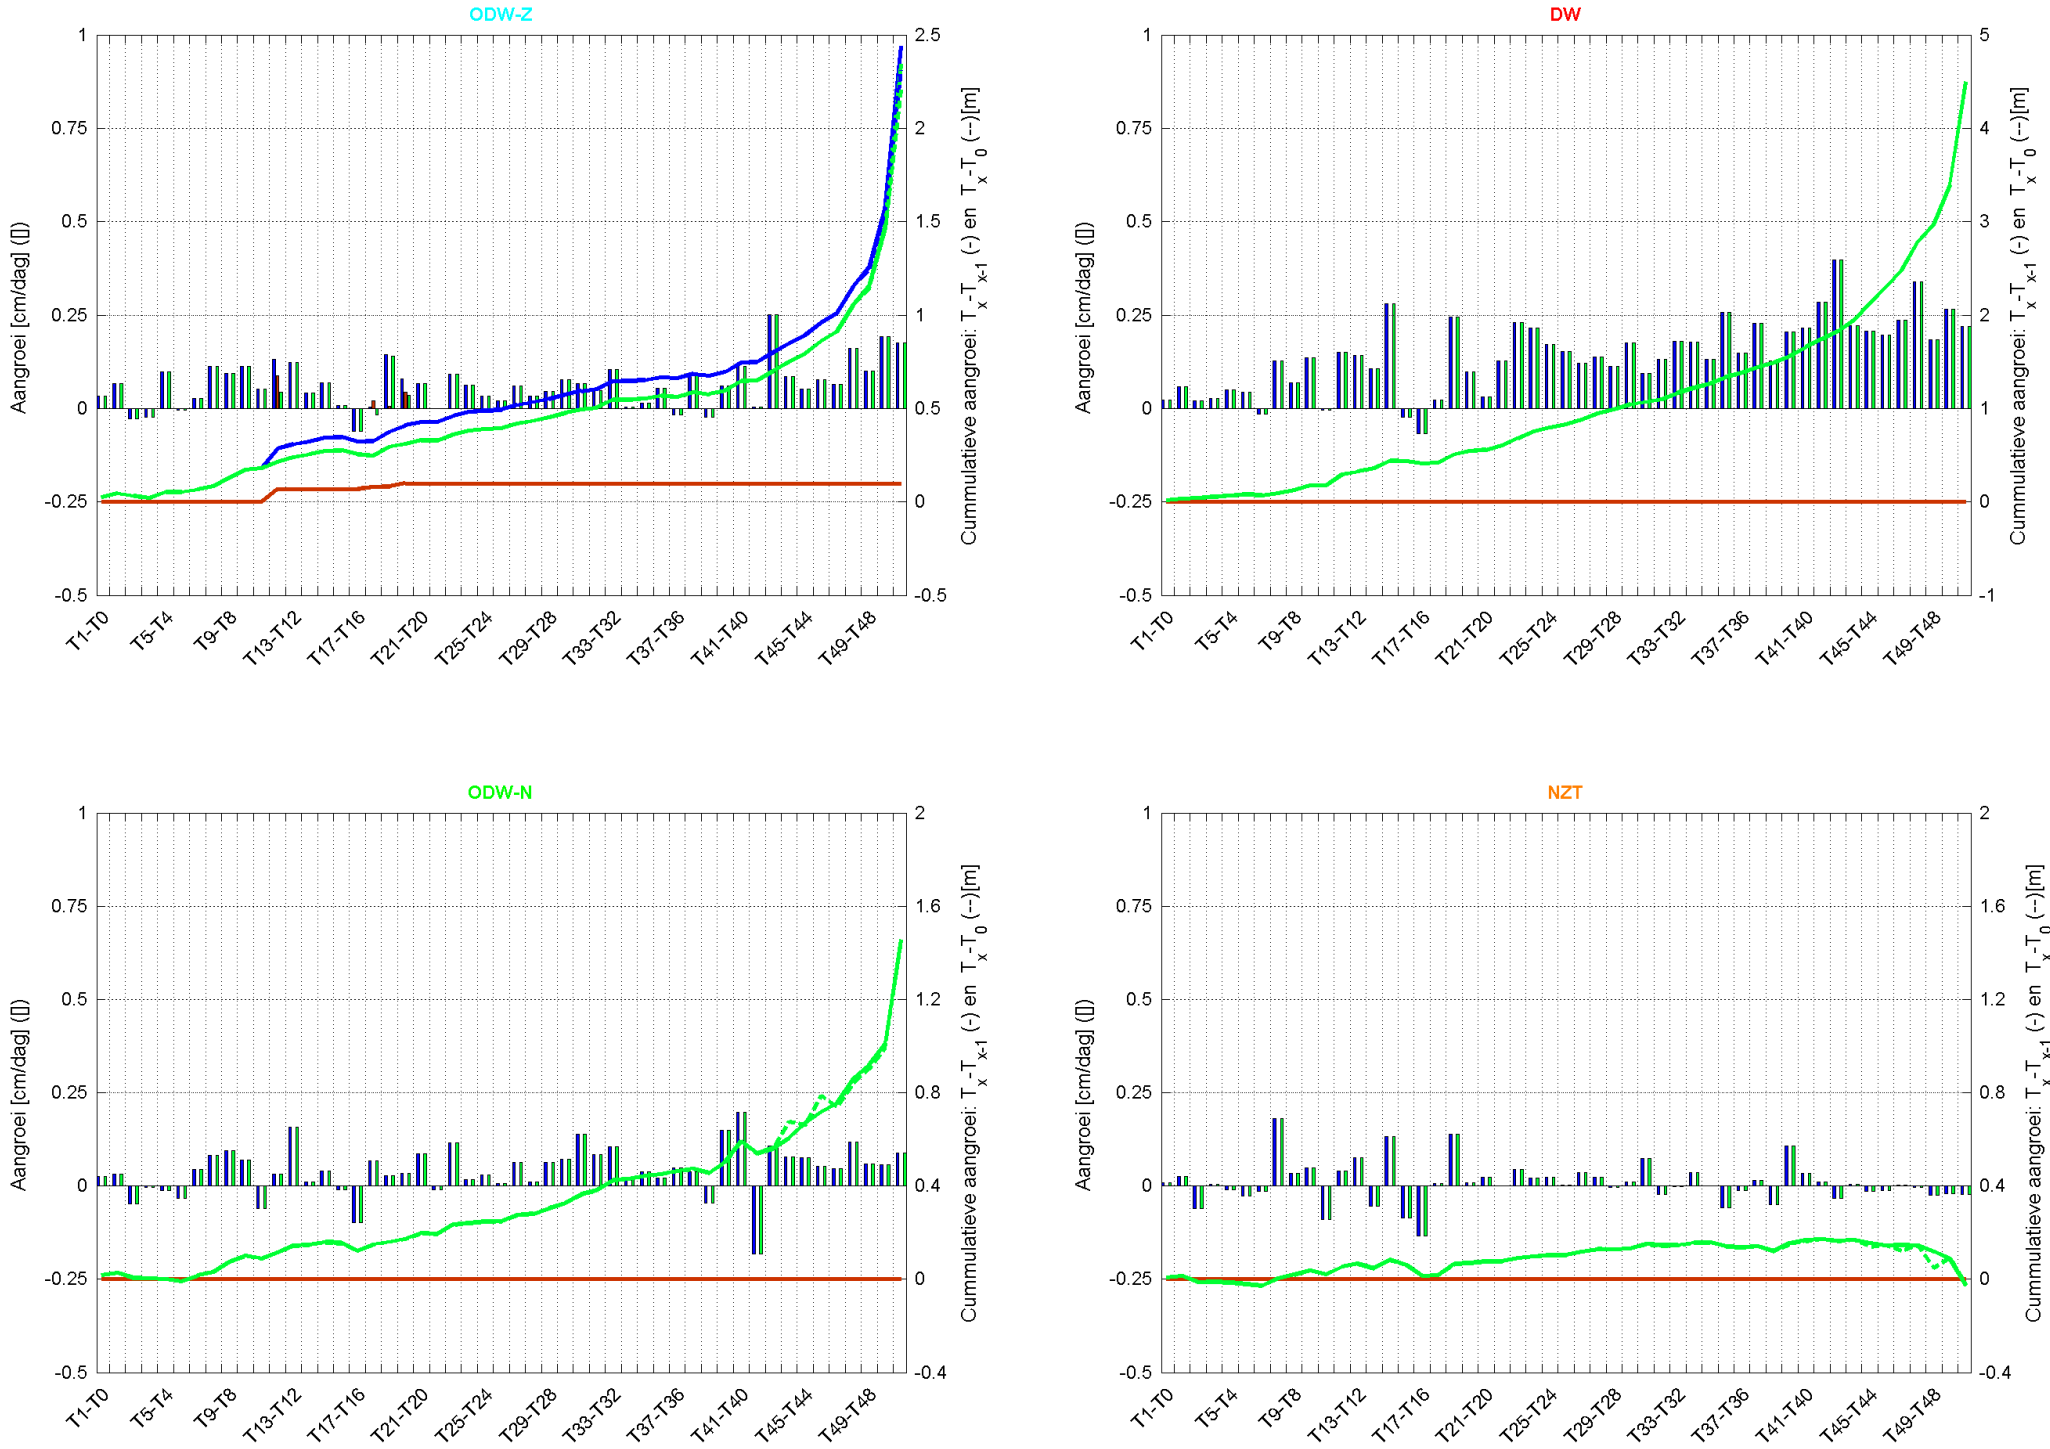 ODW-Z
1
0.75
0.5
0.25
0
-0.25
-0.5
2.5
2
1.5
1
0.5
0
-0.5
Aangroei [cm/dag] ([])
Cummulatieve aangroei: Tx-Tx-1 (-) en Tx-T0 (--)[m]
T1-T0
T5-T4
T9-T8
T13-T12
T17-T16
T21-T20
T25-T24
T29-T28
T33-T32
T37-T36
T41-T40
T45-T44
T49-T48
DW
1
0.75
0.5
0.25
0
-0.25
-0.5
5
4
3
2
1
0
-1
Aangroei [cm/dag] ([])
Cummulatieve aangroei: Tx-Tx-1 (-) en Tx-T0 (--)[m]
T1-T0
T5-T4
T9-T8
T13-T12
T17-T16
T21-T20
T25-T24
T29-T28
T33-T32
T37-T36
T41-T40
T45-T44
T49-T48
ODW-N
1
0.75
0.5
0.25
0
-0.25
-0.5
2
1.6
1.2
0.8
0.4
0
-0.4
Aangroei [cm/dag] ([])
Cummulatieve aangroei: Tx-Tx-1 (-) en Tx-T0 (--)[m]
T1-T0
T5-T4
T9-T8
T13-T12
T17-T16
T21-T20
T25-T24
T29-T28
T33-T32
T37-T36
T41-T40
T45-T44
T49-T48
NZT
1
0.75
0.5
0.25
0
-0.25
-0.5
2
1.6
1.2
0.8
0.4
0
-0.4
Aangroei [cm/dag] ([])
Cummulatieve aangroei: Tx-Tx-1 (-) en Tx-T0 (--)[m]
T1-T0
T5-T4
T9-T8
T13-T12
T17-T16
T21-T20
T25-T24
T29-T28
T33-T32
T37-T36
T41-T40
T45-T44
T49-T48